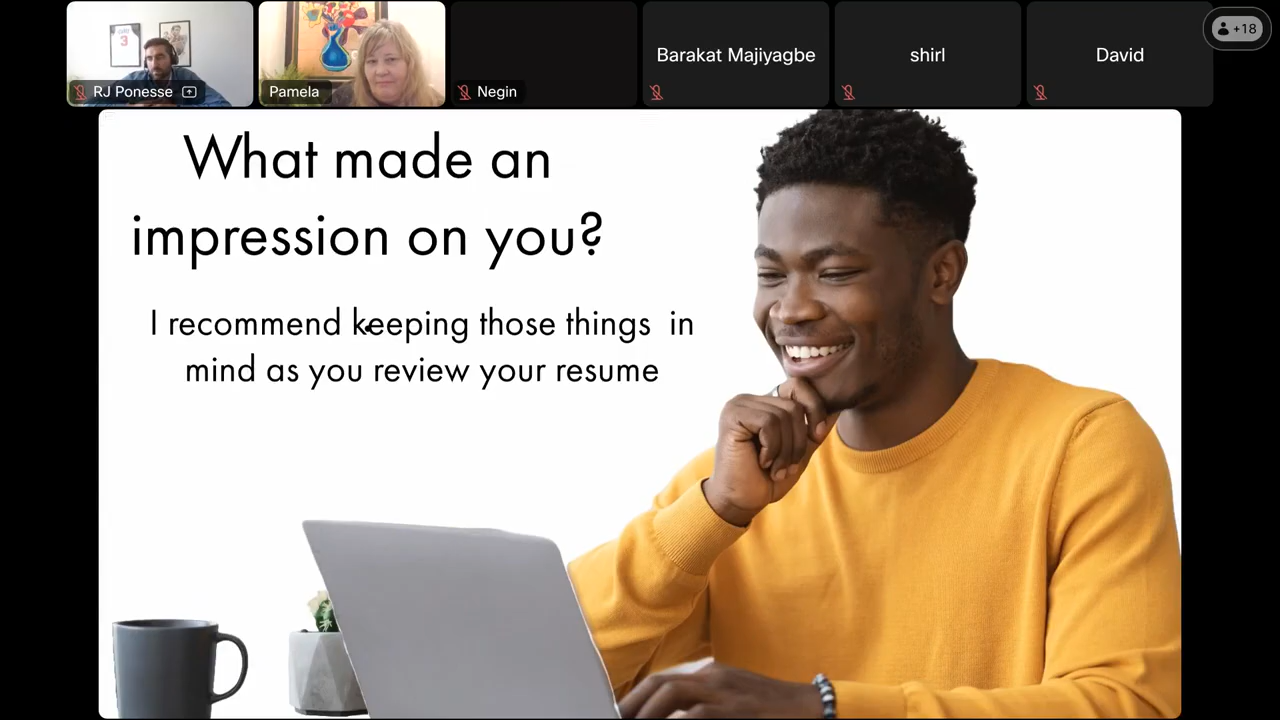 RJ Ponesse
Pamela
Negin
Barakat Majiyagbe
shirl
David
+18
What made an
impression on you?
I recommend keeping those things in
mind as you review your resume